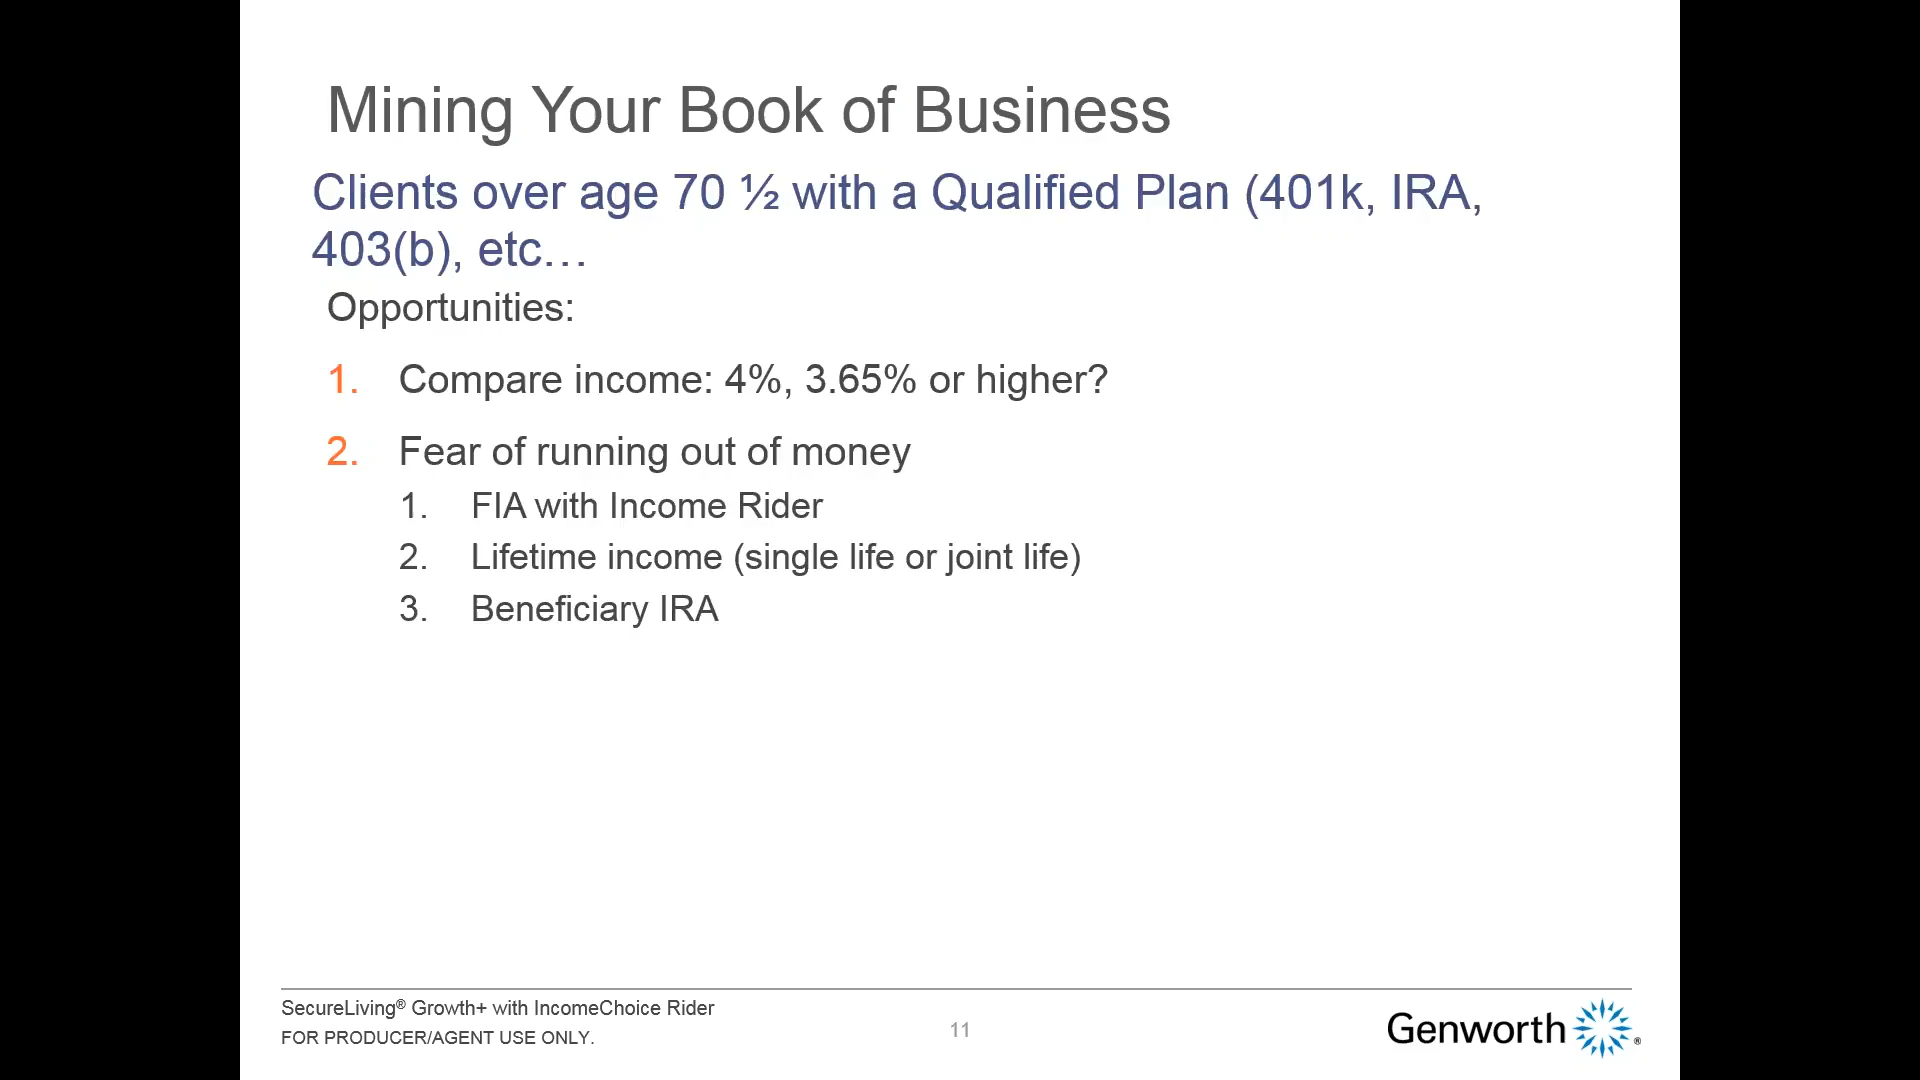 Mining Your Book of Business
Clients over age 70 ½ with a Qualified Plan (401k, IRA,
403(b), etc…
Opportunities:
1. Compare income: 4%, 3.65% or higher?
2. Fear of running out of money
1. FIA with Income Rider
2. Lifetime income (single life or joint life)
3. Beneficiary IRA
SecureLiving® Growth+ with IncomeChoice Rider
FOR PRODUCER/AGENT USE ONLY.
11
Genworth®